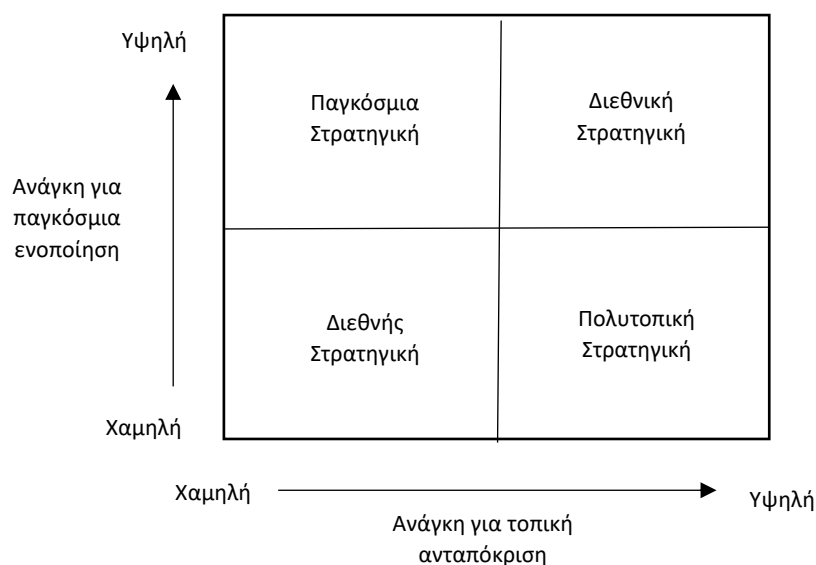 Υψηλή
Παγκόσμια
Στρατηγική
Διεθνική
Στρατηγική
Ανάγκη για
παγκόσμια
ενοποίηση
Διεθνής
Στρατηγική
Πολυτοπική
Στρατηγική
Χαμηλή
Χαμηλή
Υψηλή
Ανάγκη για τοπική
ανταπόκριση